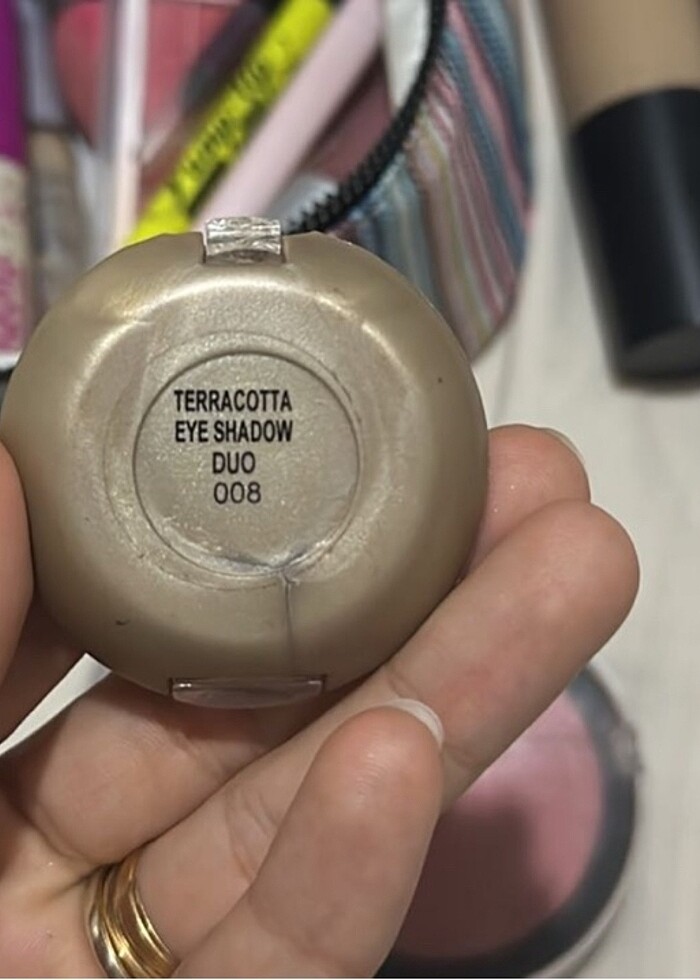 TERRACOTTA
EYE SHADOW
DUO
008